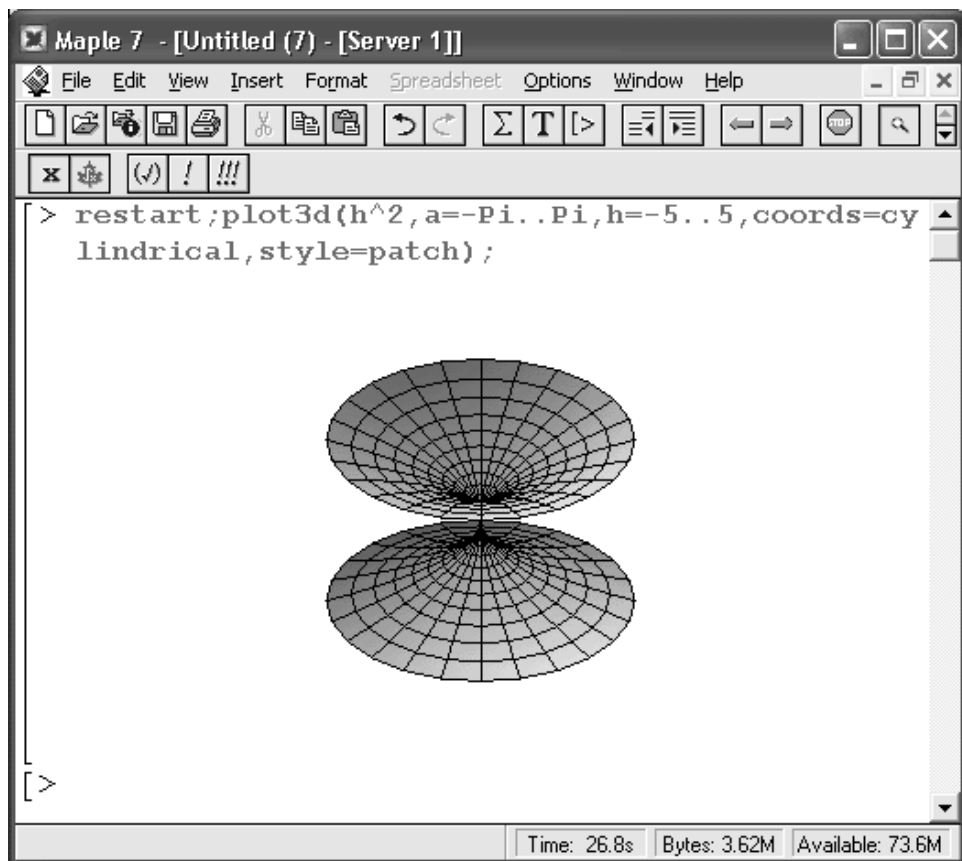 Maple 7 - [Untitled (7) - [Server 1]]
File Edit View Insert Format Spreadsheet Options Window Help
Σ T [>
STOP
x (√) ! !!!
[> restart;plot3d(h^2,a=-Pi..Pi,h=-5..5,coords=cy
lindrical,style=patch);
[>
Time: 26.8s Bytes: 3.62M Available: 73.6M